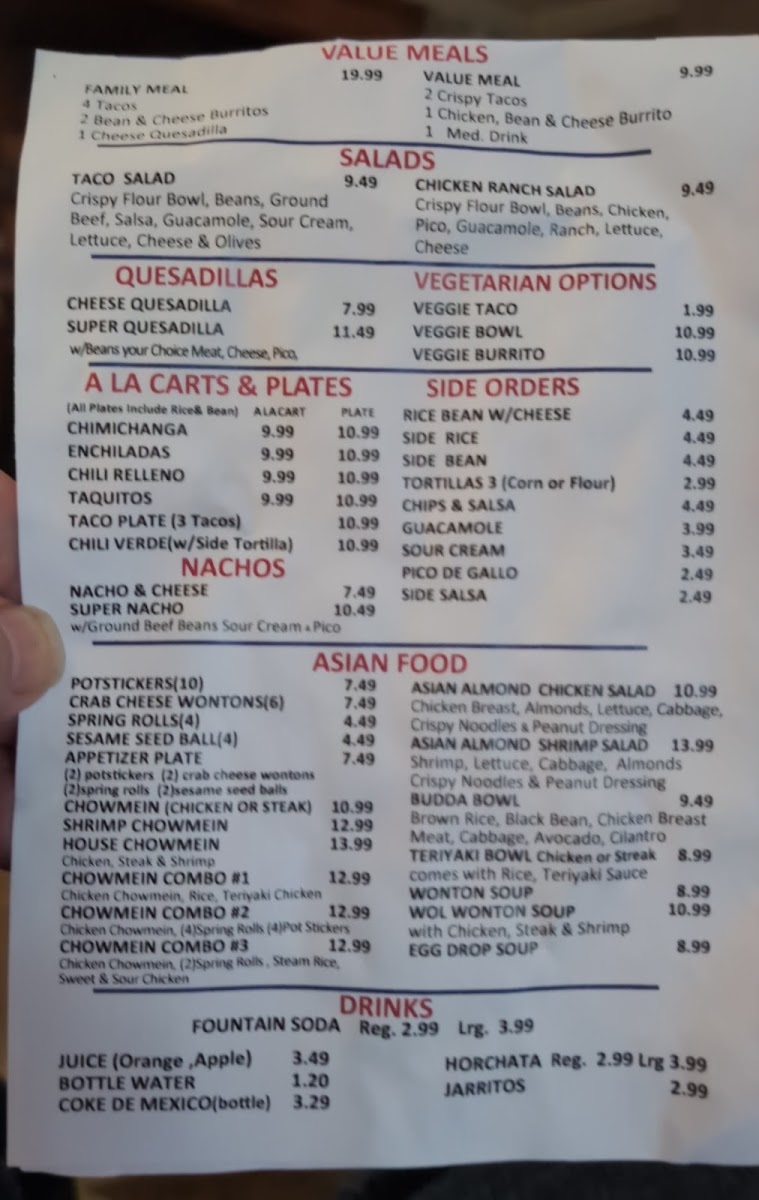 VALUE MEALS
FAMILY MEAL 19.99
4 Tacos
2 Bean & Cheese Burritos
1 Cheese Quesadilla
VALUE MEAL 9.99
2 Crispy Tacos
1 Chicken, Bean & Cheese Burrito
1 Med. Drink
SALADS
TACO SALAD 9.49
Crispy Flour Bowl, Beans, Ground
Beef, Salsa, Guacamole, Sour Cream,
Lettuce, Cheese & Olives
CHICKEN RANCH SALAD 9.49
Crispy Flour Bowl, Beans, Chicken,
Pico, Guacamole, Ranch, Lettuce,
Cheese
QUESADILLAS
CHEESE QUESADILLA 7.99
SUPER QUESADILLA 11.49
w/Beans your Choice Meat, Cheese, Pico,
VEGETARIAN OPTIONS
VEGGIE TACO 1.99
VEGGIE BOWL 10.99
VEGGIE BURRITO 10.99
A LA CARTS & PLATES
(All Plates Include Rice& Bean) ALACART PLATE
CHIMICHANGA 9.99 10.99
ENCHILADAS 9.99 10.99
CHILI RELLENO 9.99 10.99
TAQUITOS 9.99 10.99
TACO PLATE (3 Tacos) 10.99
CHILI VERDE(w/Side Tortilla) 10.99
NACHOS
NACHO & CHEESE 7.49
SUPER NACHO 10.49
w/Ground Beef Beans Sour Cream & Pico
SIDE ORDERS
RICE BEAN W/CHEESE 4.49
SIDE RICE 4.49
SIDE BEAN 4.49
TORTILLAS 3 (Corn or Flour) 2.99
CHIPS & SALSA 4.49
GUACAMOLE 3.99
SOUR CREAM 3.49
PICO DE GALLO 2.49
SIDE SALSA 2.49
ASIAN FOOD
POTSTICKERS(10) 7.49
CRAB CHEESE WONTONS(6) 7.49
SPRING ROLLS(4) 4.49
SESAME SEED BALL(4) 4.49
APPETIZER PLATE 7.49
(2) potstickers (2) crab cheese wontons
(2)spring rolls (2)sesame seed balls
CHOWMEIN (CHICKEN OR STEAK) 10.99
SHRIMP CHOWMEIN 12.99
HOUSE CHOWMEIN 13.99
Chicken, Steak & Shrimp
CHOWMEIN COMBO #1 12.99
Chicken Chowmein, Rice, Teriyaki Chicken
CHOWMEIN COMBO #2 12.99
Chicken Chowmein, (4)Spring Rolls (4)Pot Stickers
CHOWMEIN COMBO #3 12.99
Chicken Chowmein, (2)Spring Rolls , Steam Rice,
Sweet & Sour Chicken
ASIAN ALMOND CHICKEN SALAD 10.99
Chicken Breast, Almonds, Lettuce, Cabbage,
Crispy Noodles & Peanut Dressing
ASIAN ALMOND SHRIMP SALAD 13.99
Shrimp, Lettuce, Cabbage, Almonds
Crispy Noodles & Peanut Dressing
BUDDA BOWL 9.49
Brown Rice, Black Bean, Chicken Breast
Meat, Cabbage, Avocado, Cilantro
TERIYAKI BOWL Chicken or Streak 8.99
comes with Rice, Teriyaki Sauce
WONTON SOUP 8.99
WOL WONTON SOUP 10.99
with Chicken, Steak & Shrimp
EGG DROP SOUP 8.99
DRINKS
FOUNTAIN SODA Reg. 2.99 Lrg. 3.99
JUICE (Orange ,Apple) 3.49
BOTTLE WATER 1.20
COKE DE MEXICO(bottle) 3.29
HORCHATA Reg. 2.99 Lrg 3.99
JARRITOS 2.99